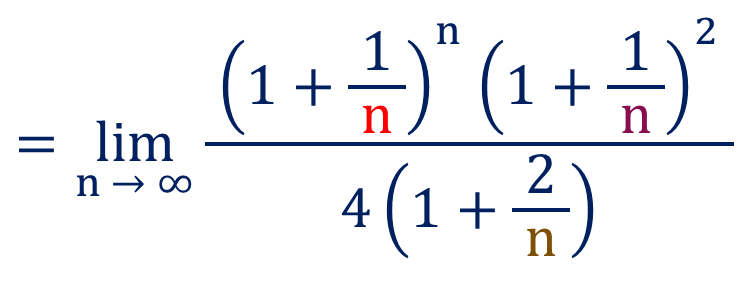 = lim n → ∞ (1 + 1/n)^n (1 + 1/n)^2 / 4 (1 + 2/n)